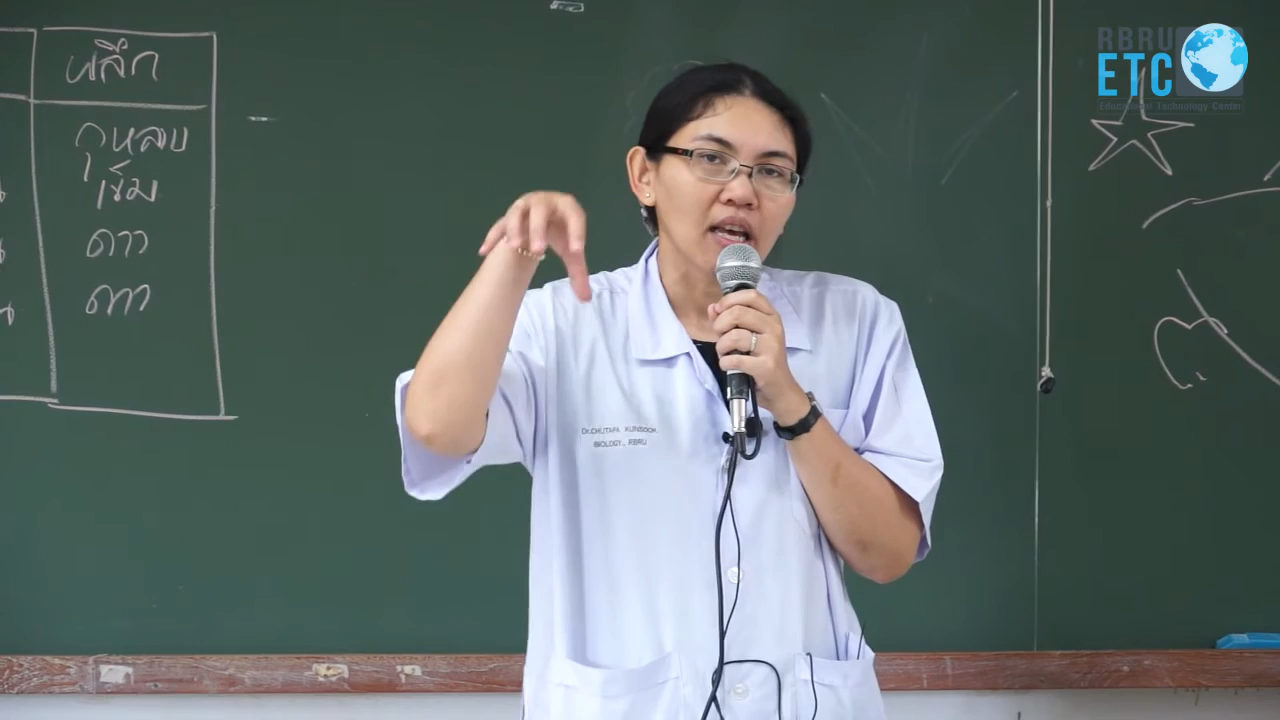 ผลึก
กุหลาบ
เข็ม
ดาว
ดาว
RBRU
ETC
Educational Technology Center
Dr.CHUTAPA KUNSOOK
BIOLOGY., RBRU